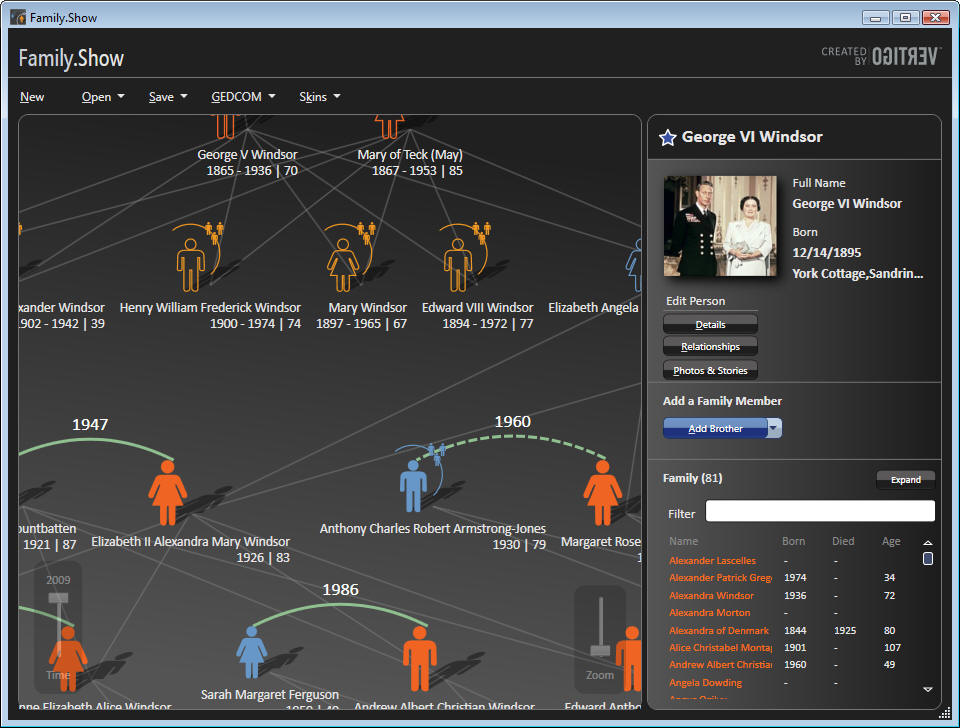 Family.Show
Family.Show
CREATED BY VERTIGO
New Open Save GEDCOM Skins
George V Windsor
1865 - 1936 | 70
Mary of Teck (May)
1867 - 1953 | 85
xander Windsor
902 - 1942 | 39
Henry William Frederick Windsor
1900 - 1974 | 74
Mary Windsor
1897 - 1965 | 67
Edward VIII Windsor
1894 - 1972 | 77
Elizabeth Angela
1947
1960
ountbatten
1921 | 87
Elizabeth II Alexandra Mary Windsor
1926 | 83
Anthony Charles Robert Armstrong-Jones
1930 | 79
Margaret Rose
2009
Time
1986
Zoom
nne Elizabeth Alice Windsor
Sarah Margaret Ferguson
Andrew Albert Christian Windsor
Edward Antho
George VI Windsor
Full Name
George VI Windsor
Born
12/14/1895
York Cottage,Sandrin...
Edit Person
Details
Relationships
Photos & Stories
Add a Family Member
Add Brother
Family (81)
Expand
Filter
Name Born Died Age
Alexander Lascelles - -
Alexander Patrick Greg 1974 - 34
Alexandra Windsor 1936 - 72
Alexandra Morton - -
Alexandra of Denmark 1844 1925 80
Alice Christabel Montag 1901 - 107
Andrew Albert Christian 1960 - 49
Angela Dowding - -